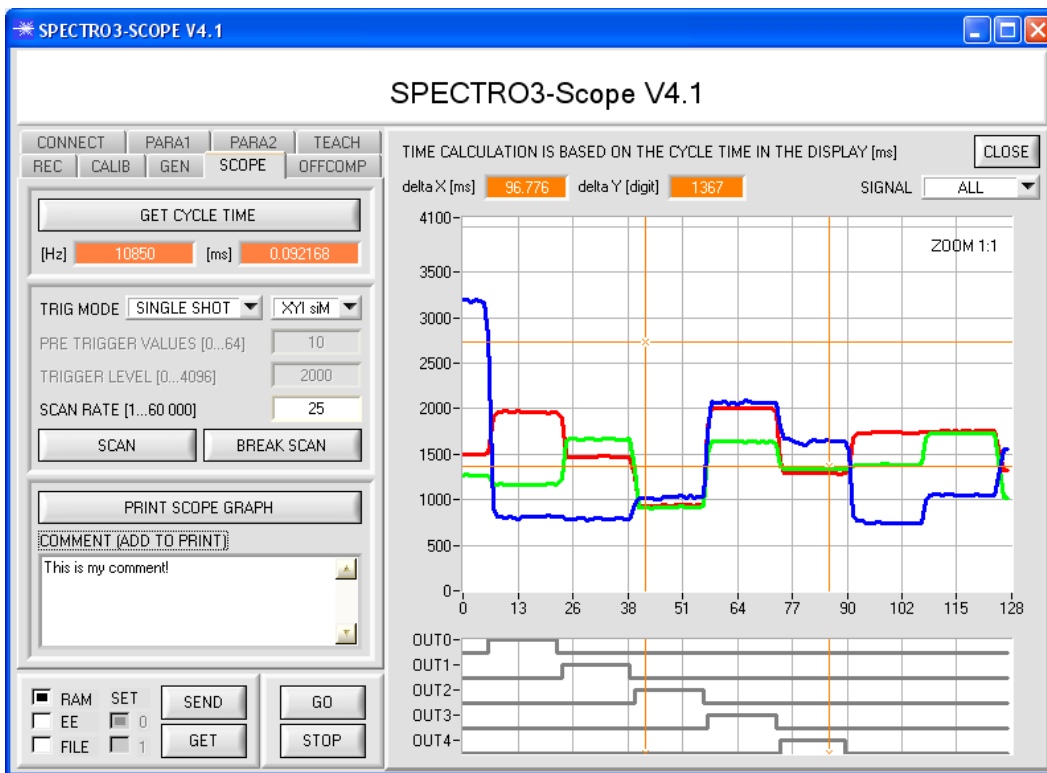 SPECTRO3-SCOPE V4.1
SPECTRO3-Scope V4.1
CONNECT PARA1 PARA2 TEACH
REC CALIB GEN SCOPE OFFCOMP
GET CYCLE TIME
[Hz] 10850 [ms] 0.092168
TRIG MODE SINGLE SHOT XYI siM
PRE TRIGGER VALUES [0...64] 10
TRIGGER LEVEL [0...4096] 2000
SCAN RATE [1...60 000] 25
SCAN BREAK SCAN
PRINT SCOPE GRAPH
COMMENT (ADD TO PRINT)
This is my comment!
RAM SET
EE 0
FILE 1
SEND
GET
GO
STOP
TIME CALCULATION IS BASED ON THE CYCLE TIME IN THE DISPLAY [ms]
CLOSE
delta X [ms] 96.776 delta Y [digit] 1367 SIGNAL ALL
ZOOM 1:1
4100
3500
3000
2500
2000
1500
1000
500
0
0 13 26 38 51 64 77 90 102 115 128
OUT0
OUT1
OUT2
OUT3
OUT4